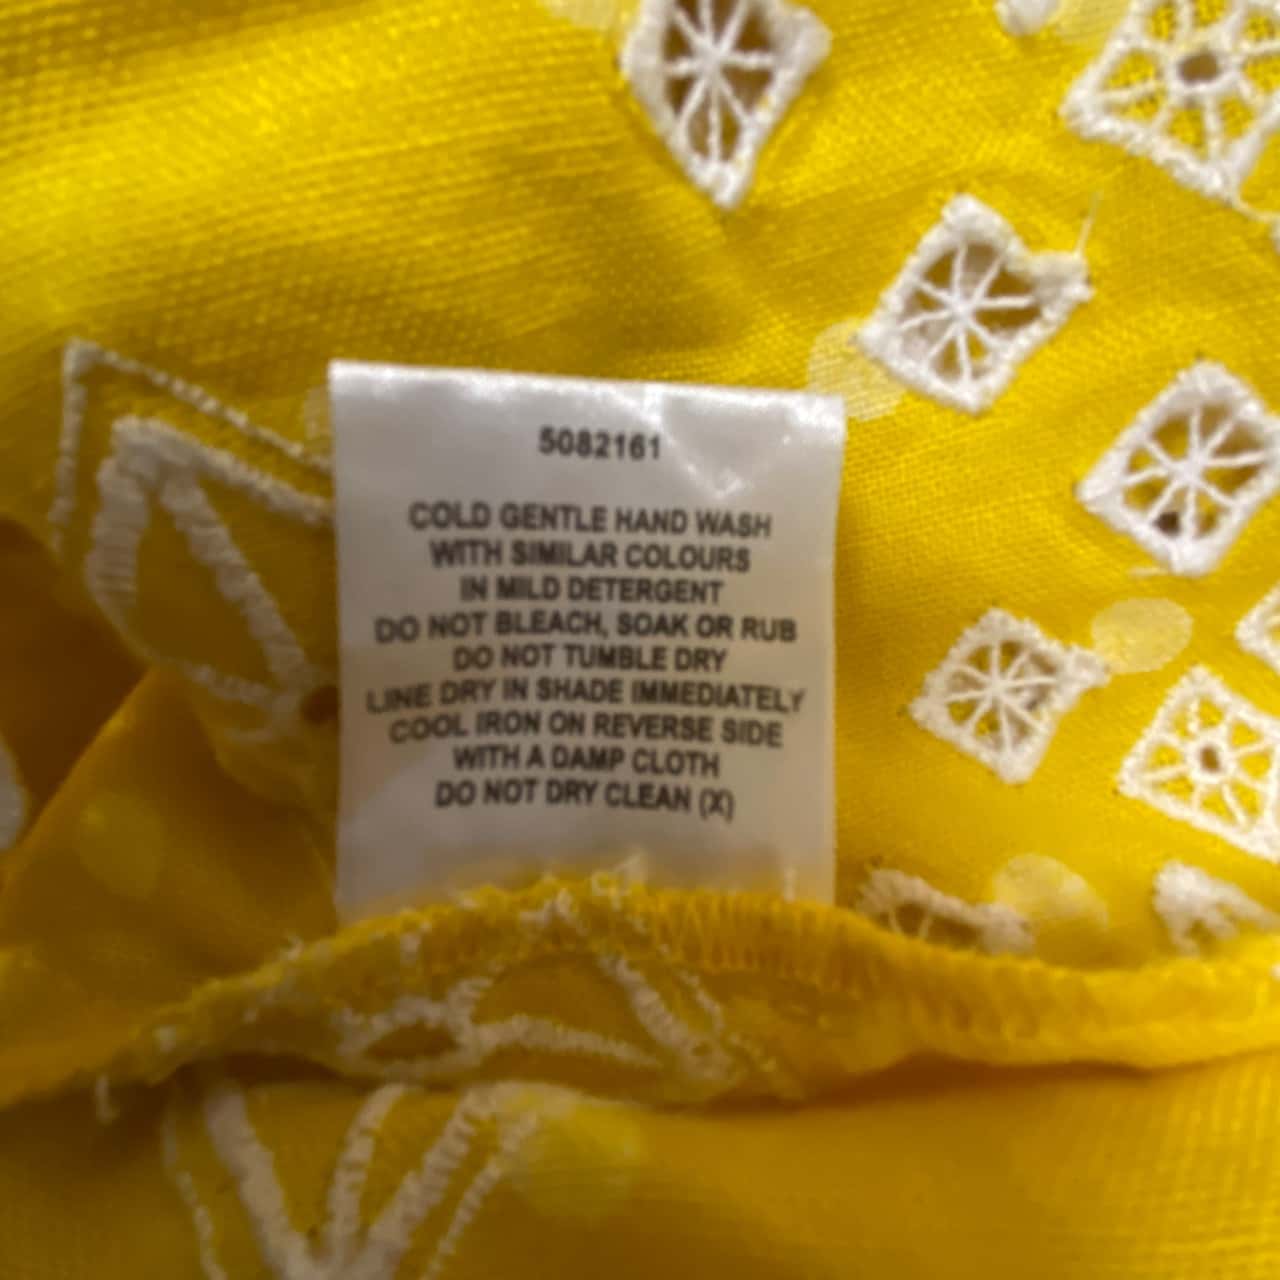 5082161
COLD GENTLE HAND WASH
WITH SIMILAR COLOURS
IN MILD DETERGENT
DO NOT BLEACH, SOAK OR RUB
DO NOT TUMBLE DRY
LINE DRY IN SHADE IMMEDIATELY
COOL IRON ON REVERSE SIDE
WITH A DAMP CLOTH
DO NOT DRY CLEAN (X)